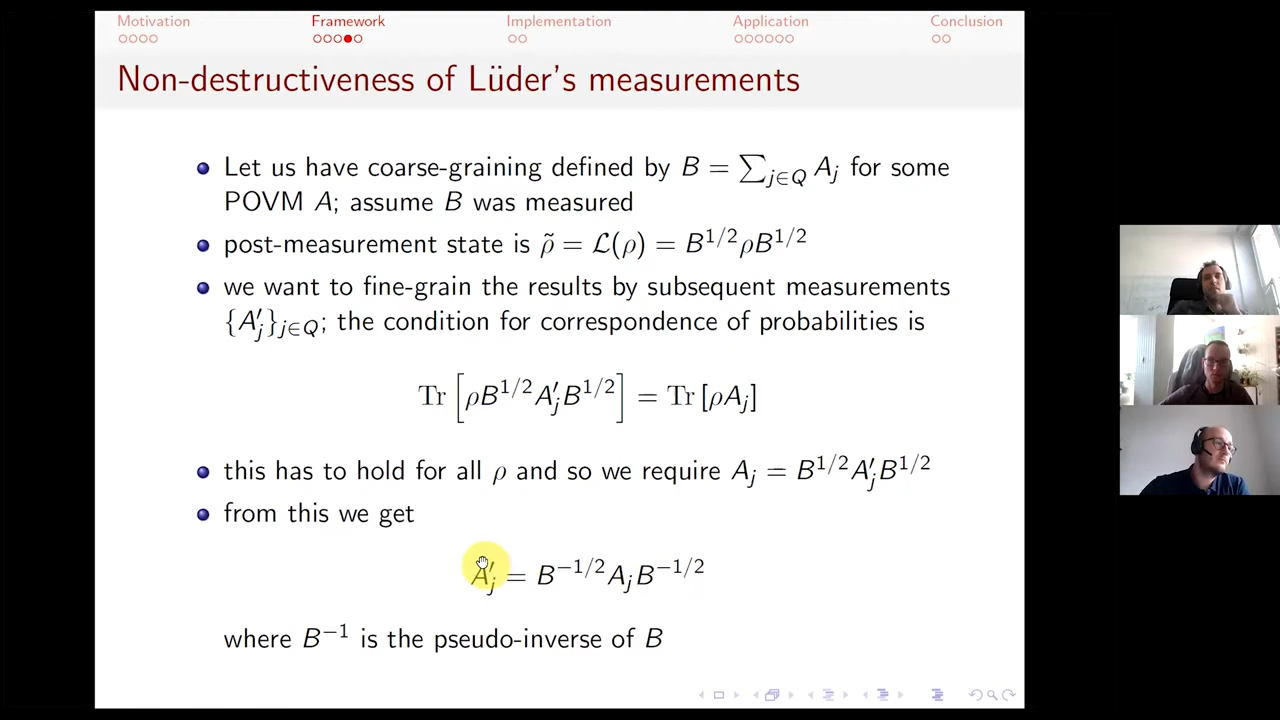 Motivation Framework Implementation Application Conclusion
Non-destructiveness of Lüder's measurements
Let us have coarse-graining defined by B = ∑_{j∈Q} A_j for some
POVM A; assume B was measured
post-measurement state is ρ̃ = ℒ(ρ) = B^{1/2}ρB^{1/2}
we want to fine-grain the results by subsequent measurements
{A′_j}_{j∈Q}; the condition for correspondence of probabilities is
Tr [ρB^{1/2}A′_jB^{1/2}] = Tr [ρA_j]
this has to hold for all ρ and so we require A_j = B^{1/2}A′_jB^{1/2}
from this we get
A′_j = B^{−1/2}A_jB^{−1/2}
where B^{−1} is the pseudo-inverse of B